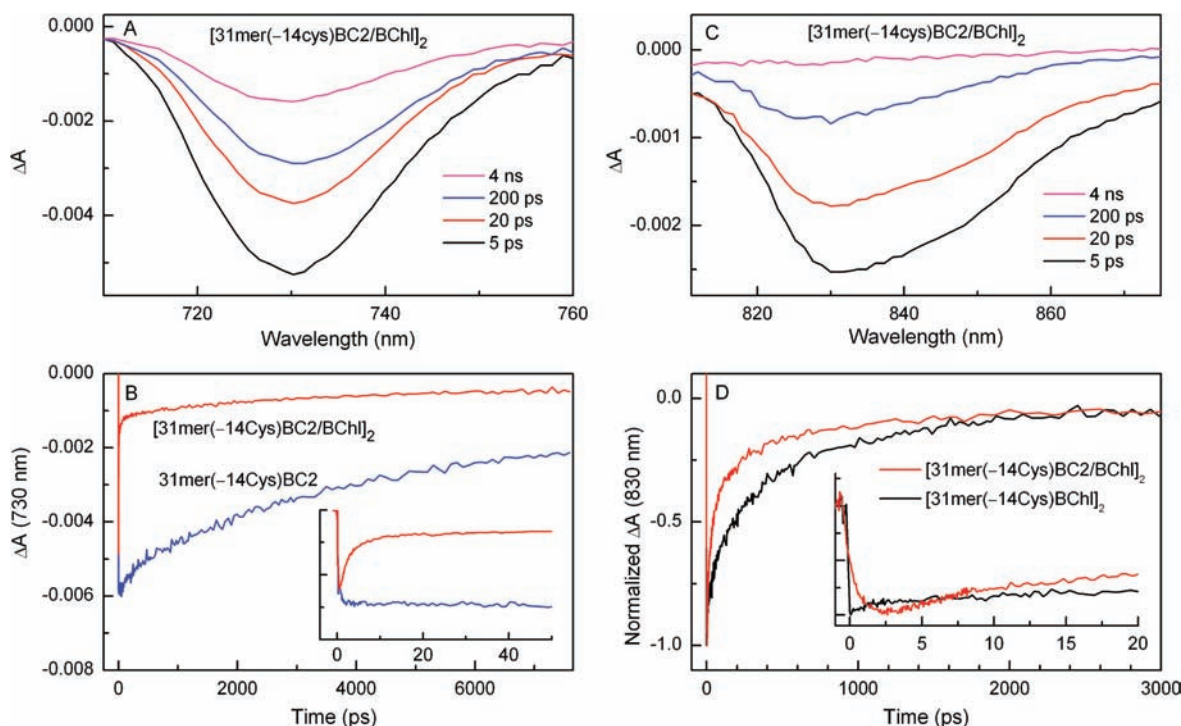 A
[31mer(−14cys)BC2/BChl]₂
0.000
-0.002
-0.004
ΔA
4 ns
200 ps
20 ps
5 ps
720
740
760
Wavelength (nm)
C
[31mer(−14Cys)BC2/BChl]₂
0.000
-0.001
-0.002
ΔA
4 ns
200 ps
20 ps
5 ps
820
840
860
Wavelength (nm)
B
0.000
-0.002
-0.004
-0.006
-0.008
ΔA (730 nm)
[31mer(−14Cys)BC2/BChl]₂
31mer(−14Cys)BC2
0
20
40
0
2000
4000
6000
Time (ps)
D
0.0
-0.5
-1.0
Normalized ΔA (830 nm)
[31mer(−14Cys)BC2/BChl]₂
[31mer(−14Cys)BChl]₂
0
5
10
15
20
0
1000
2000
3000
Time (ps)